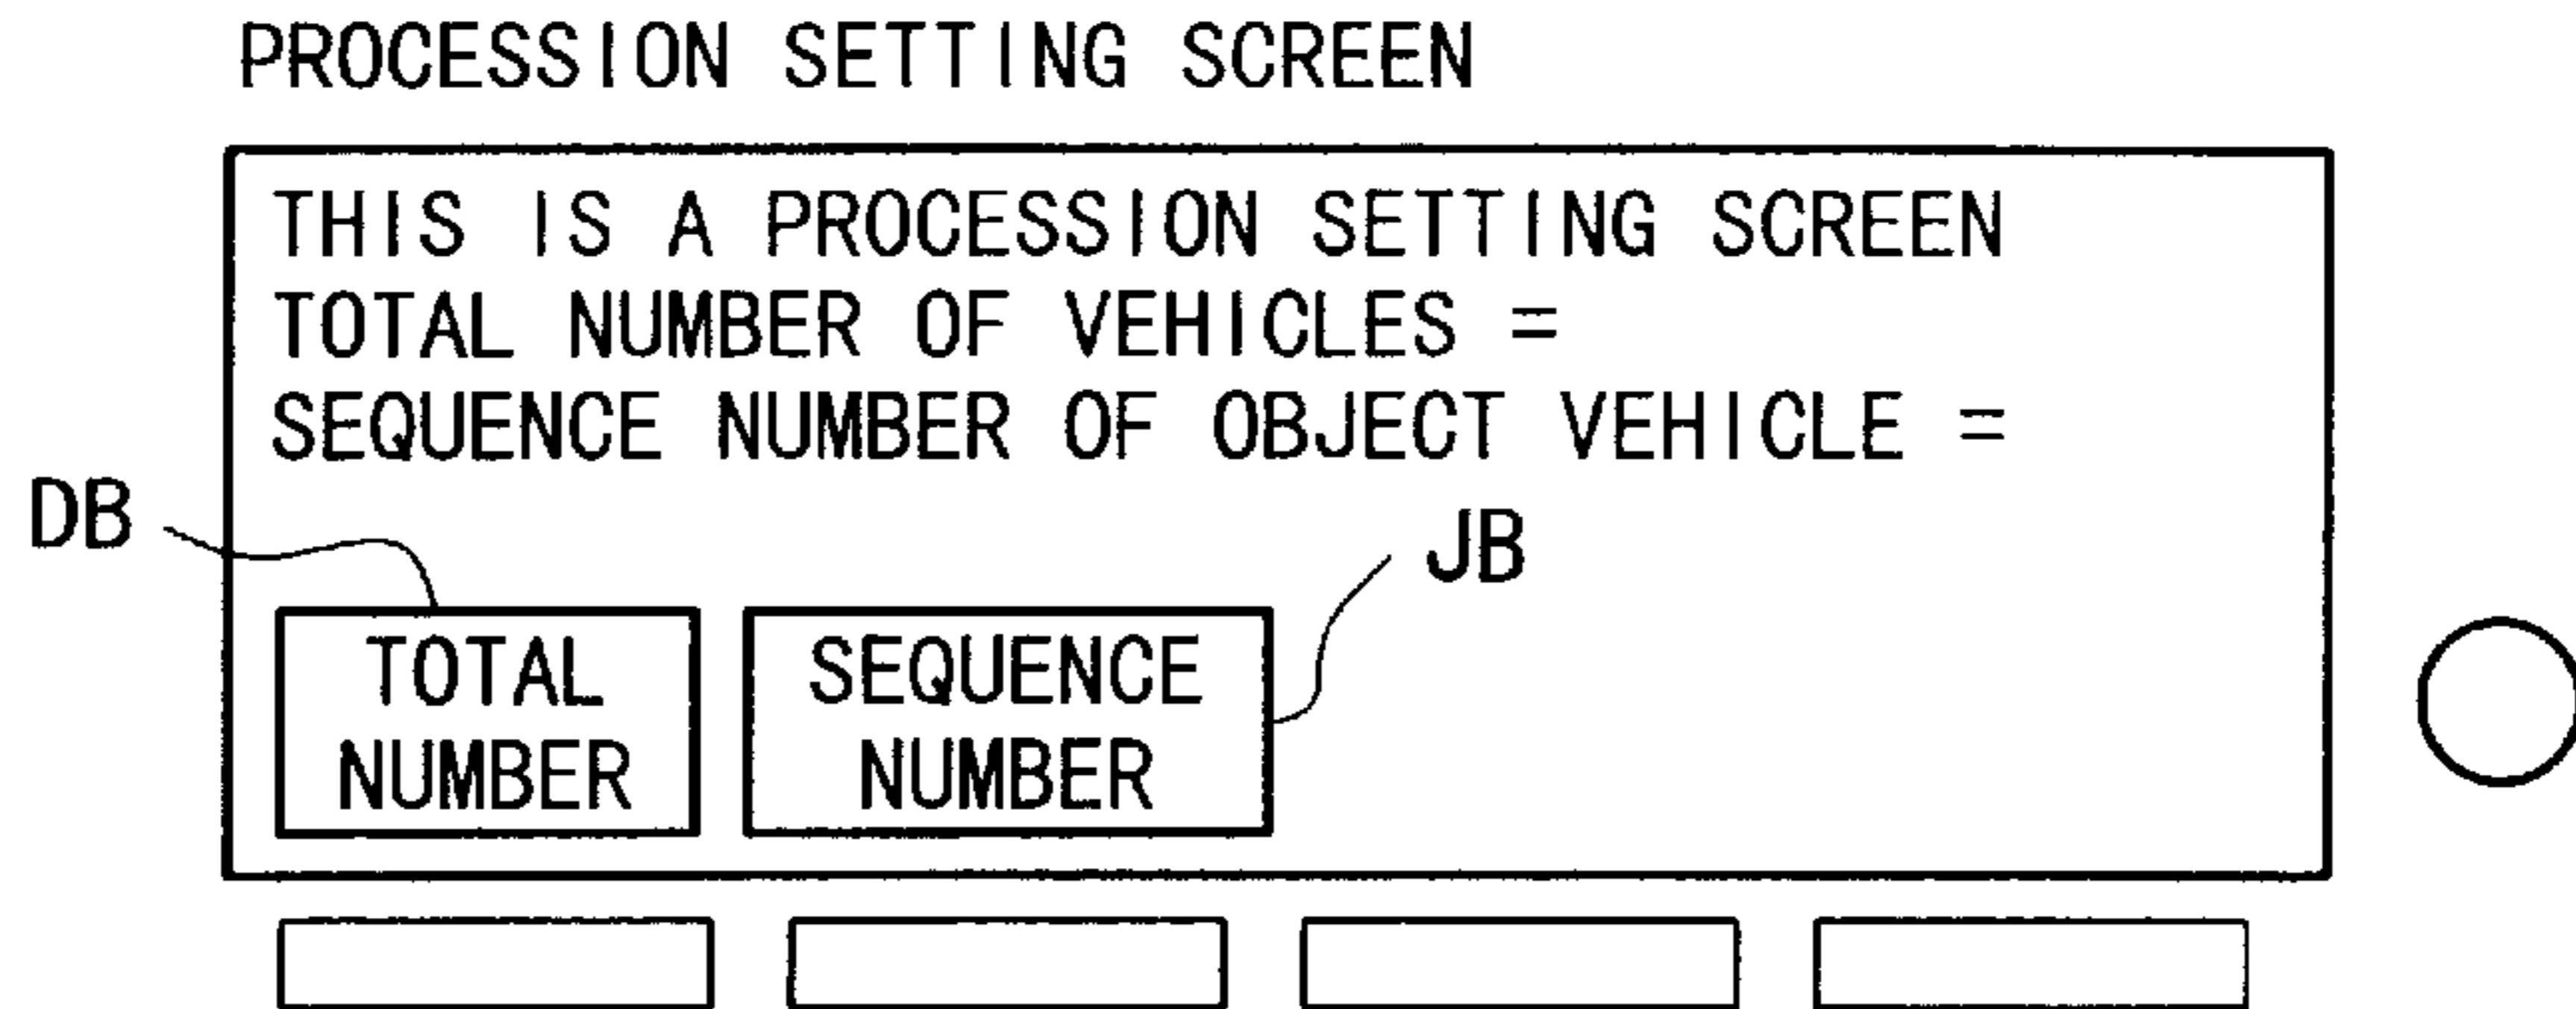 PROCESSION SETTING SCREEN
THIS IS A PROCESSION SETTING SCREEN
TOTAL NUMBER OF VEHICLES =
SEQUENCE NUMBER OF OBJECT VEHICLE =
DB
JB
TOTAL
NUMBER
SEQUENCE
NUMBER